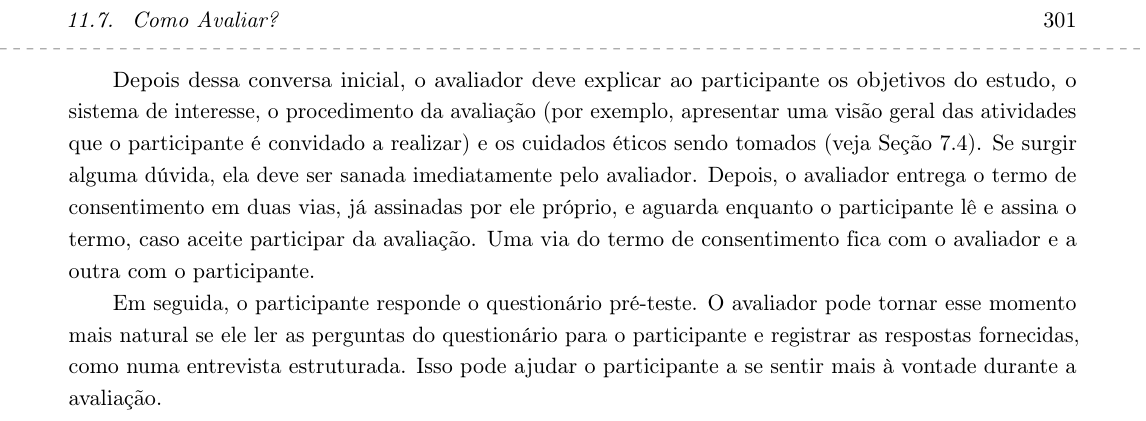 11.7. Como Avaliar? 301
Depois dessa conversa inicial, o avaliador deve explicar ao participante os objetivos do estudo, o
sistema de interesse, o procedimento da avaliação (por exemplo, apresentar uma visão geral das atividades
que o participante é convidado a realizar) e os cuidados éticos sendo tomados (veja Seção 7.4). Se surgir
alguma dúvida, ela deve ser sanada imediatamente pelo avaliador. Depois, o avaliador entrega o termo de
consentimento em duas vias, já assinadas por ele próprio, e aguarda enquanto o participante lê e assina o
termo, caso aceite participar da avaliação. Uma via do termo de consentimento fica com o avaliador e a
outra com o participante.
Em seguida, o participante responde o questionário pré-teste. O avaliador pode tornar esse momento
mais natural se ele ler as perguntas do questionário para o participante e registrar as respostas fornecidas,
como numa entrevista estruturada. Isso pode ajudar o participante a se sentir mais à vontade durante a
avaliação.